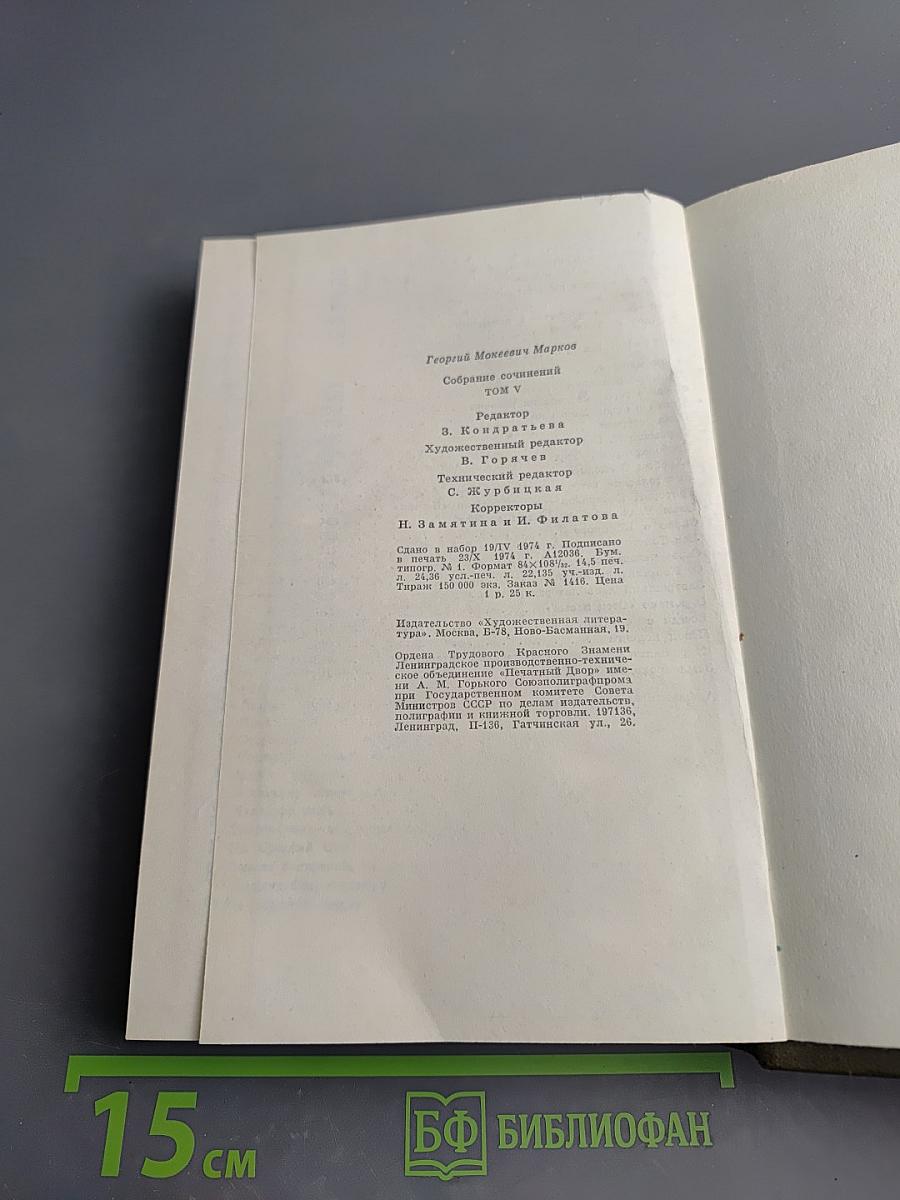 Георгий Мокеевич Марков
Собрание сочинений
ТОМ V
Редактор
З. Кондратьева
Художественный редактор
В. Горячев
Технический редактор
С. Журбицкая
Корректоры
Н. Замятина и И. Филатова
Сдано в набор 19/IV 1974 г. Подписано
в печать 23/X 1974 г. А12036. Бум.
типогр. № 1. Формат 84×108¹/₃₂. 14,5 печ.
л. 24,36 усл.-печ. л. 22,135 уч.-изд. л.
Тираж 150 000 экз. Заказ № 1416. Цена
1 р. 25 к.
Издательство «Художественная литера-
тура». Москва, Б-78, Ново-Басманная, 19.
Ордена Трудового Красного Знамени
Ленинградское производственно-техниче-
ское объединение «Печатный Двор» име-
ни А. М. Горького Союзполиграфпрома
при Государственном комитете Совета
Министров СССР по делам издательств,
полиграфии и книжной торговли. 197136,
Ленинград, П-136, Гатчинская ул., 26.
15 см
БФ БИБЛИОФАН